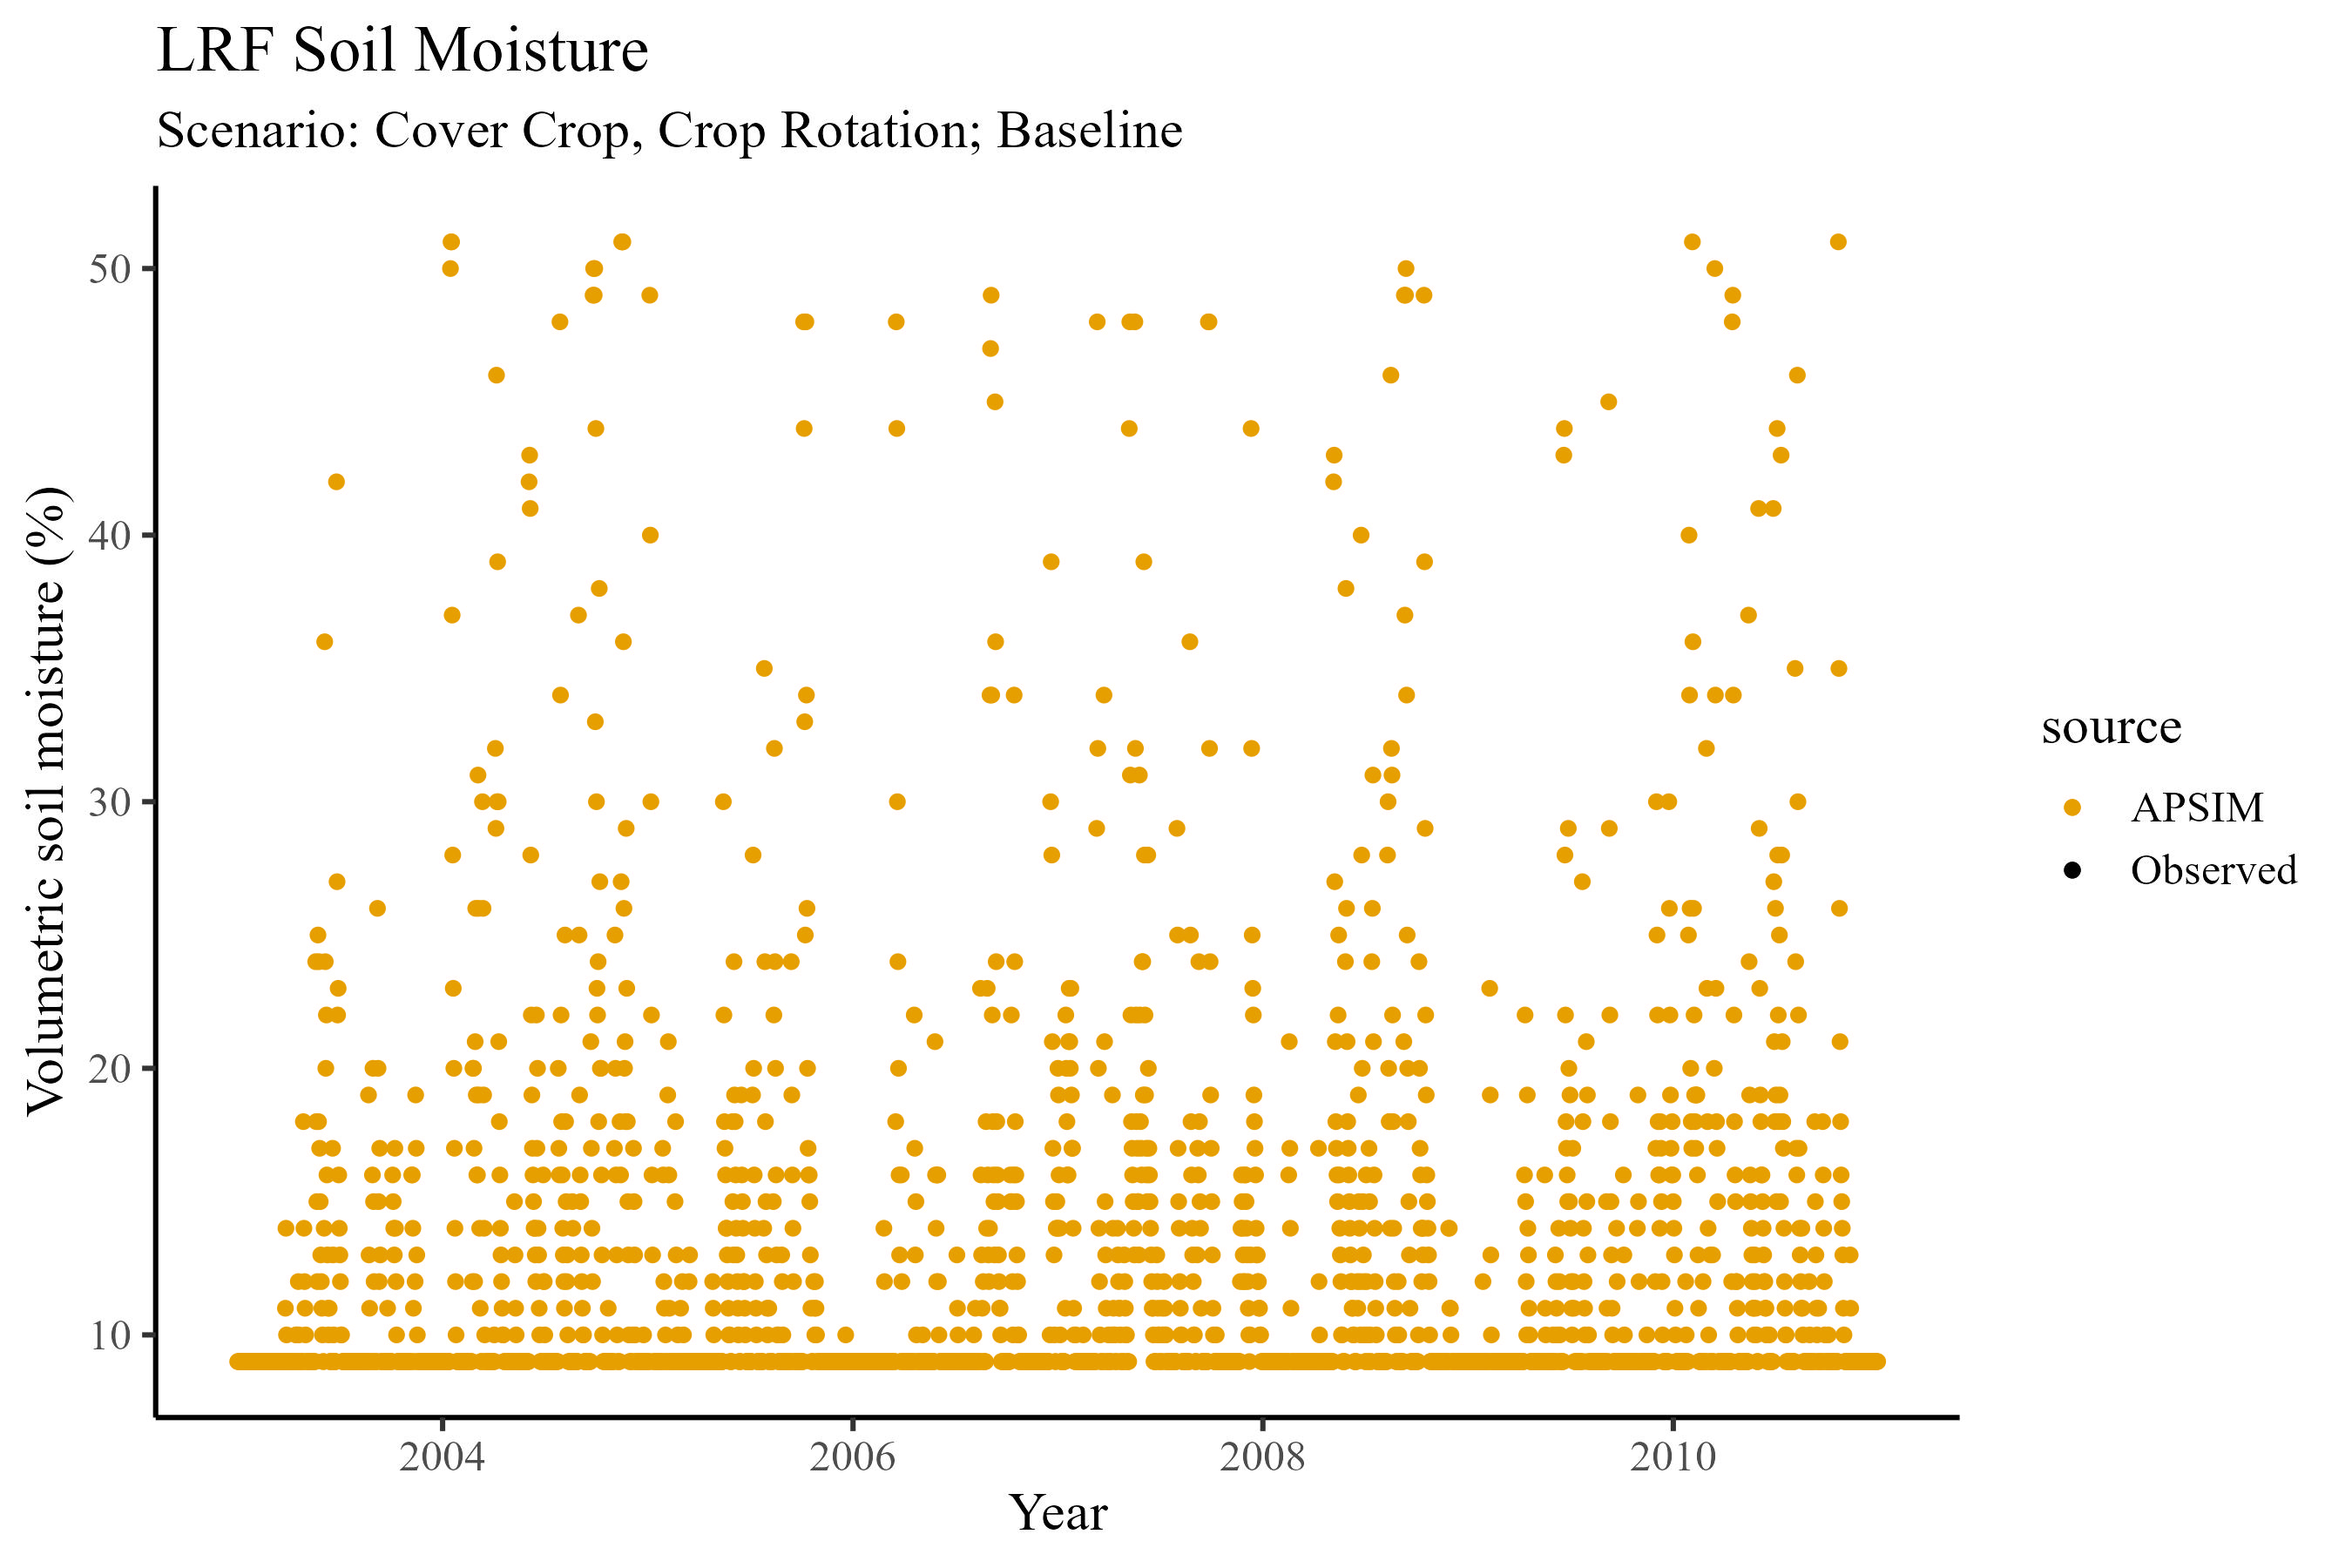 LRF Soil Moisture
Scenario: Cover Crop, Crop Rotation; Baseline
Volumetric soil moisture (%)
50
40
30
20
10
2004
2006
2008
2010
Year
source
APSIM
Observed